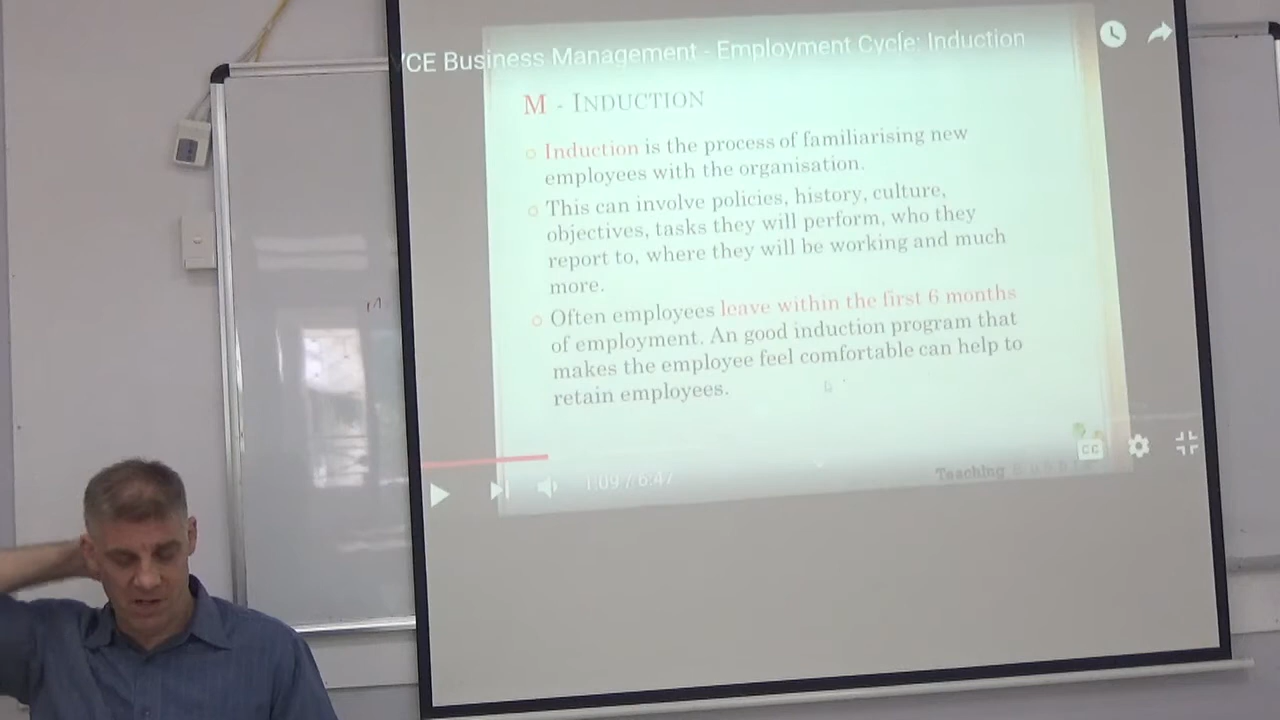 VCE Business Management - Employment Cycle: Induction
M - INDUCTION
Induction is the process of familiarising new
employees with the organisation.
This can involve policies, history, culture,
objectives, tasks they will perform, who they
report to, where they will be working and much
more.
Often employees leave within the first 6 months
of employment. An good induction program that
makes the employee feel comfortable can help to
retain employees.
CC
1:09 / 6:47
Teaching